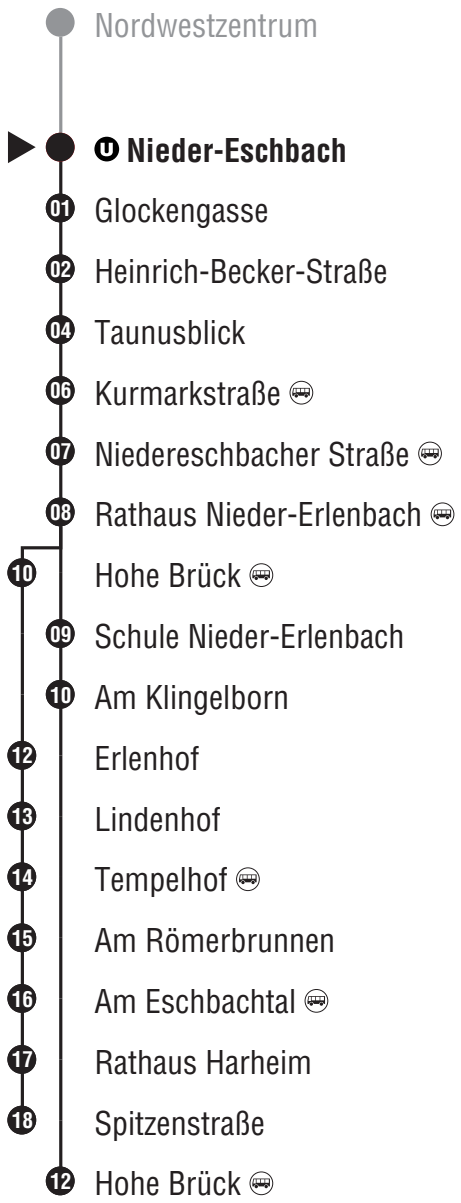 Nordwestzentrum
U Nieder-Eschbach
01 Glockengasse
02 Heinrich-Becker-Straße
04 Taunusblick
06 Kurmarkstraße
07 Niedereschbacher Straße
08 Rathaus Nieder-Erlenbach
10 Hohe Brück
09 Schule Nieder-Erlenbach
10 Am Klingelborn
12 Erlenhof
13 Lindenhof
14 Tempelhof
15 Am Römerbrunnen
16 Am Eschbachtal
17 Rathaus Harheim
18 Spitzenstraße
12 Hohe Brück